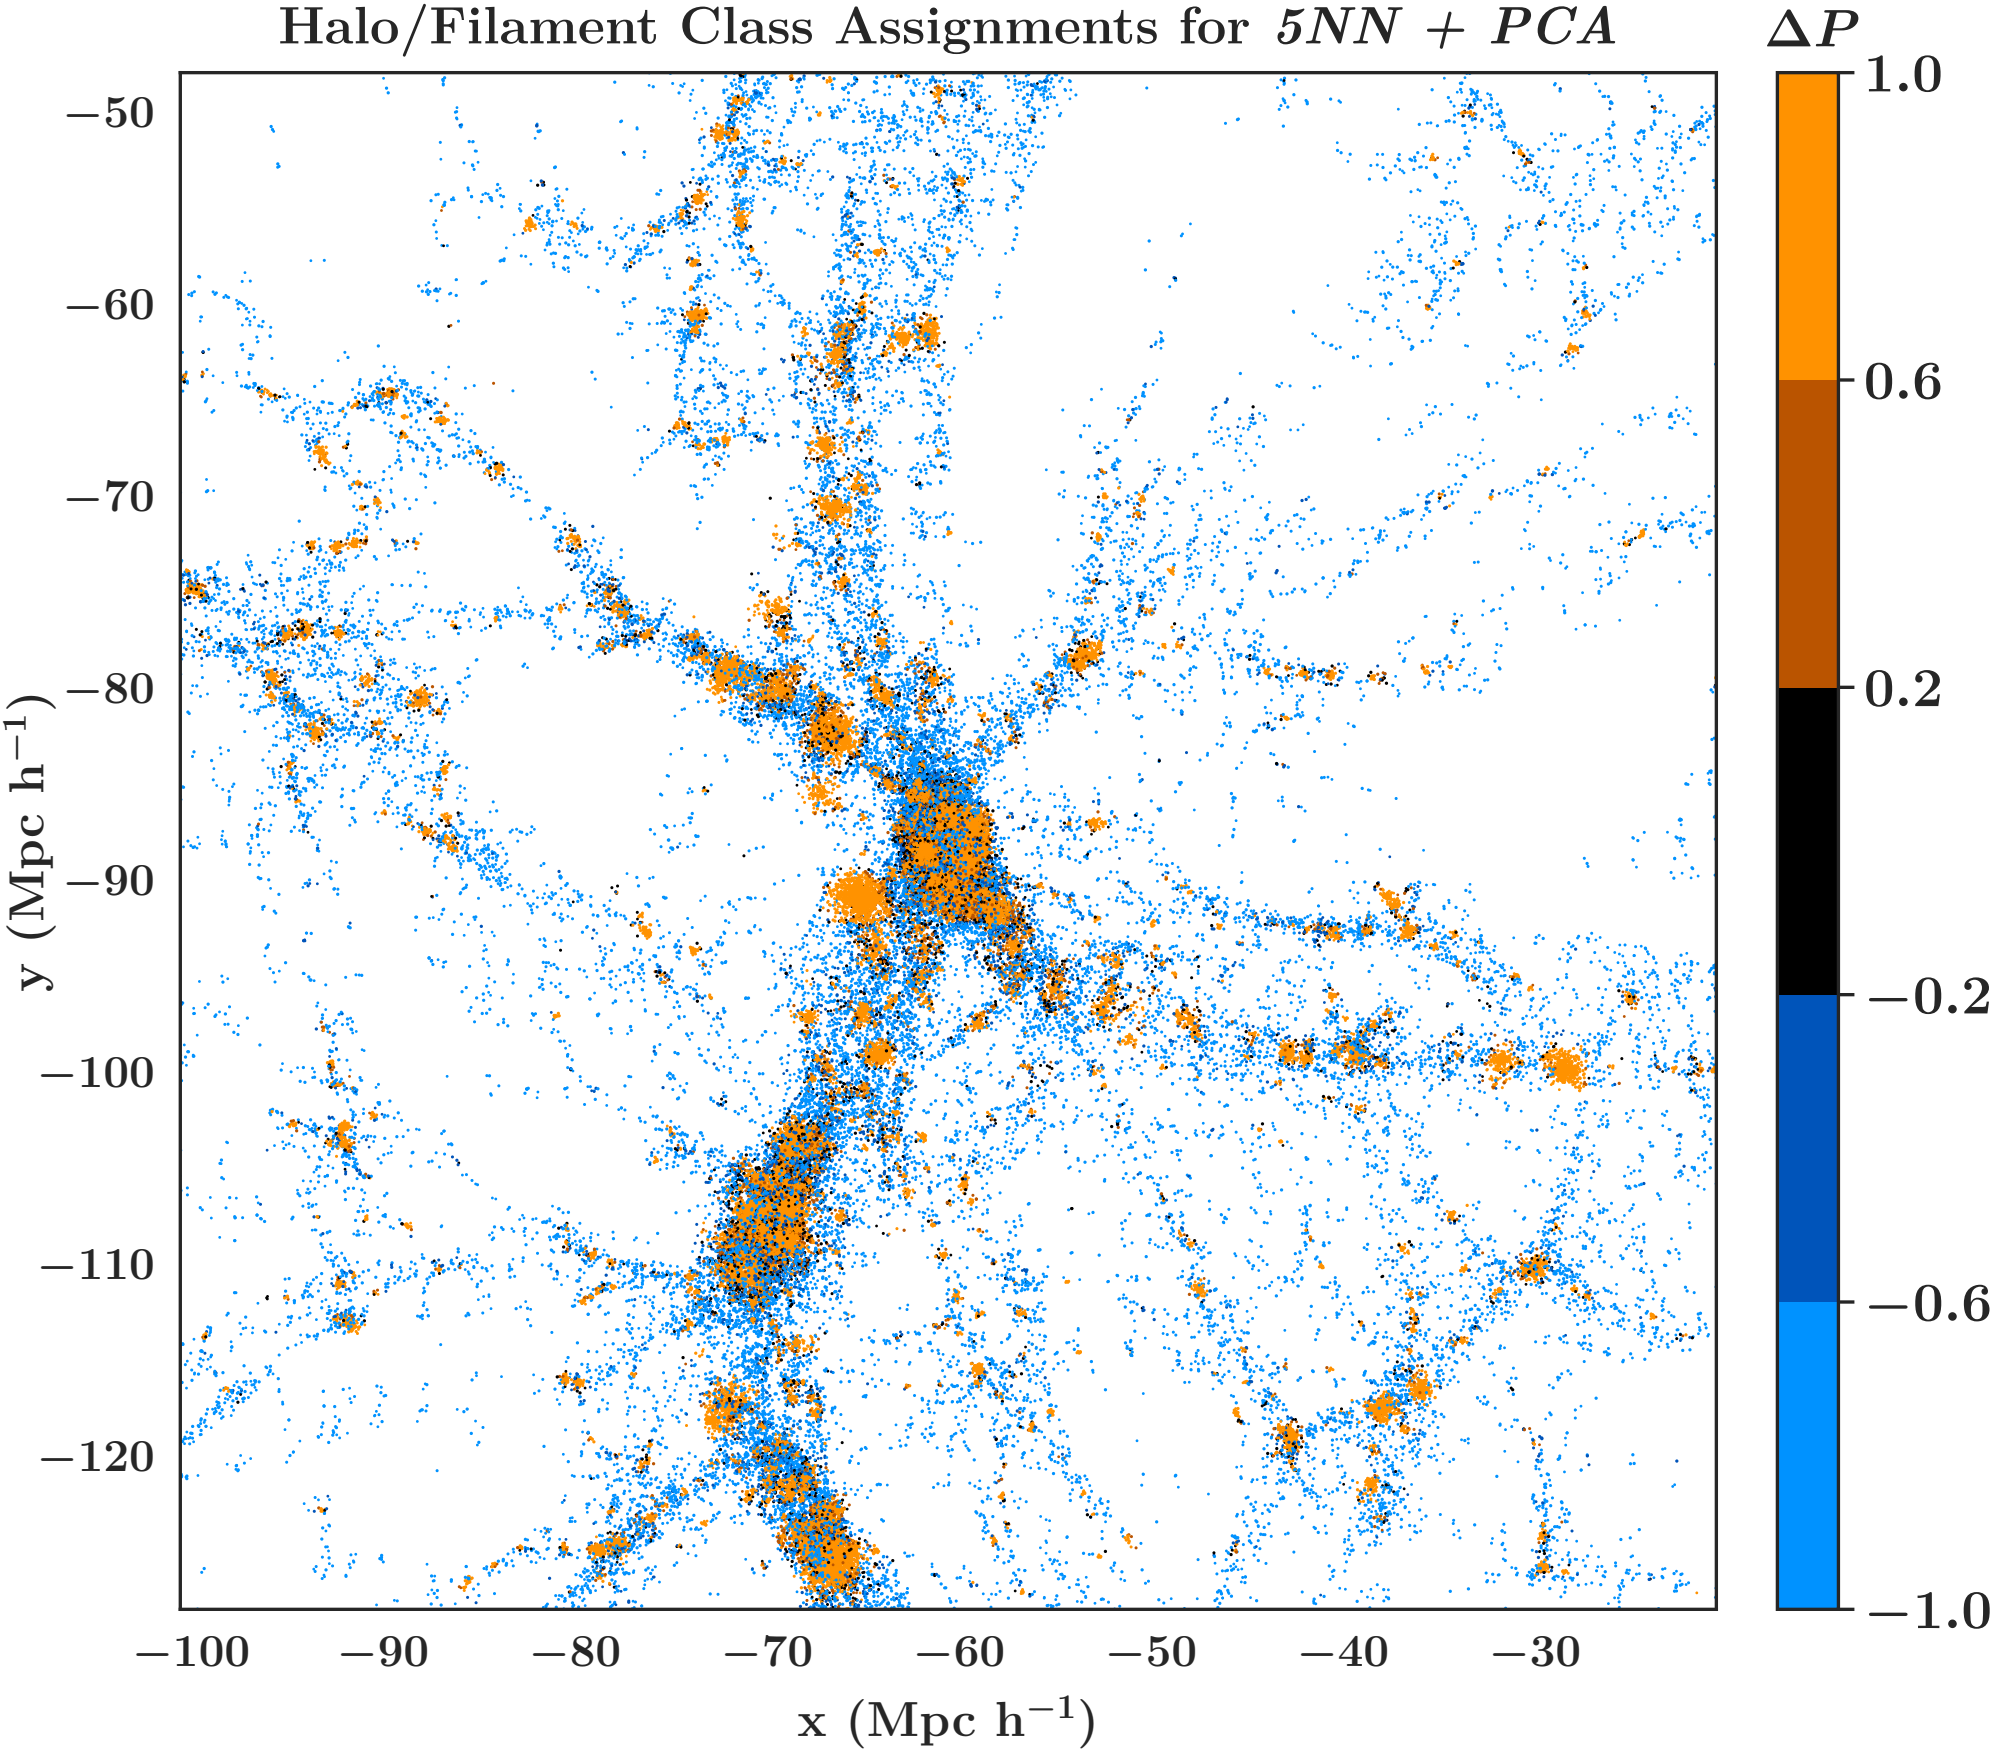 Halo/Filament Class Assignments for 5NN + PCA
ΔP
1.0
0.6
0.2
−0.2
−0.6
−1.0
y (Mpc h⁻¹)
−50
−60
−70
−80
−90
−100
−110
−120
−100 −90 −80 −70 −60 −50 −40 −30
x (Mpc h⁻¹)